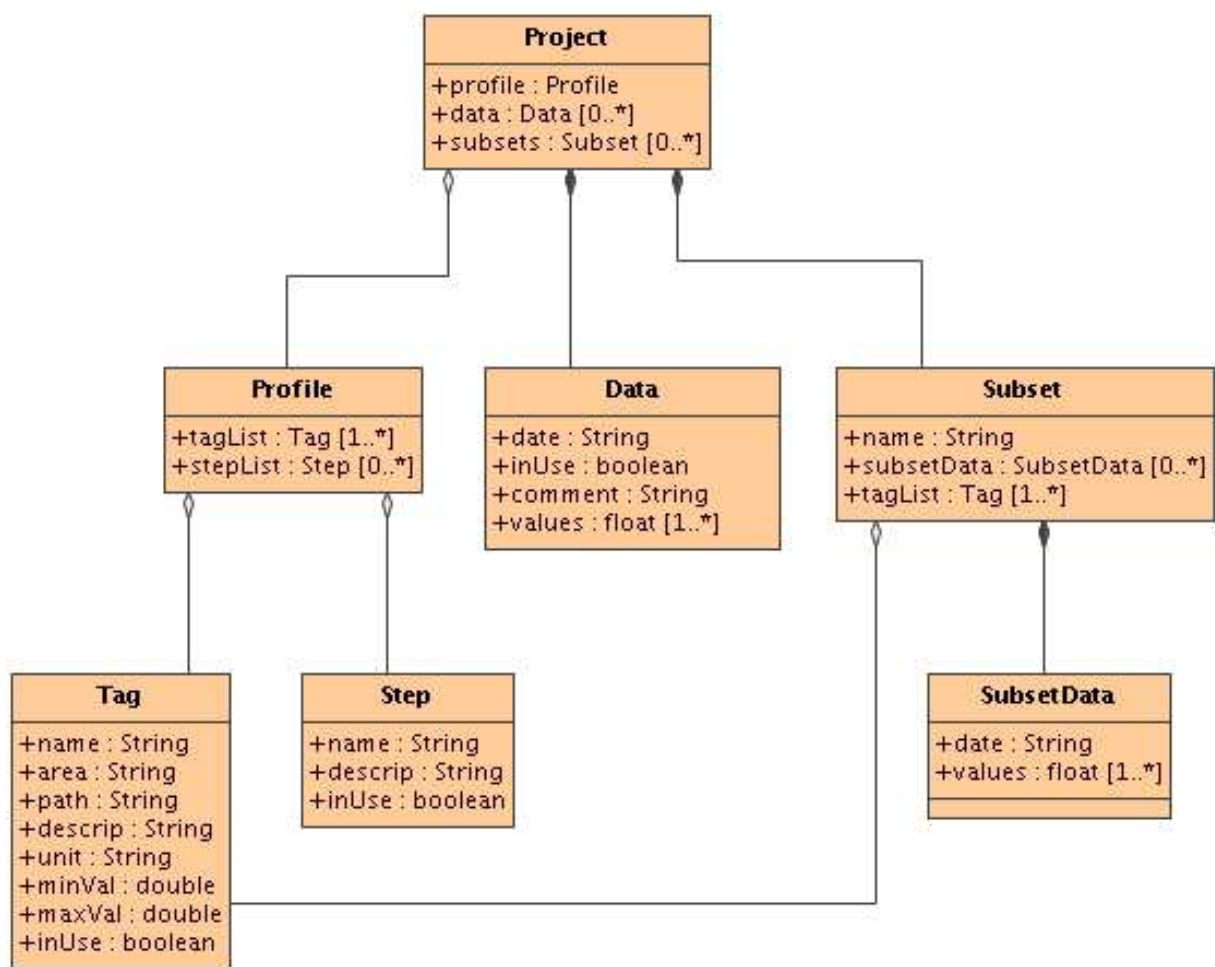 Project
+profile : Profile
+data : Data [0..*]
+subsets : Subset [0..*]
Profile
+tagList : Tag [1..*]
+stepList : Step [0..*]
Data
+date : String
+inUse : boolean
+comment : String
+values : float [1..*]
Subset
+name : String
+subsetData : SubsetData [0..*]
+tagList : Tag [1..*]
Tag
+name : String
+area : String
+path : String
+descrip : String
+unit : String
+minVal : double
+maxVal : double
+inUse : boolean
Step
+name : String
+descrip : String
+inUse : boolean
SubsetData
+date : String
+values : float [1..*]